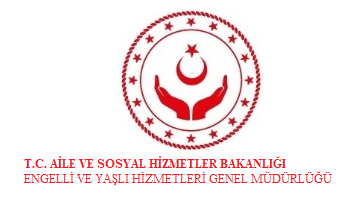 T.C. AİLE VE SOSYAL HİZMETLER BAKANLIĞI
ENGELLİ VE YAŞLI HİZMETLERİ GENEL MÜDÜRLÜĞÜ